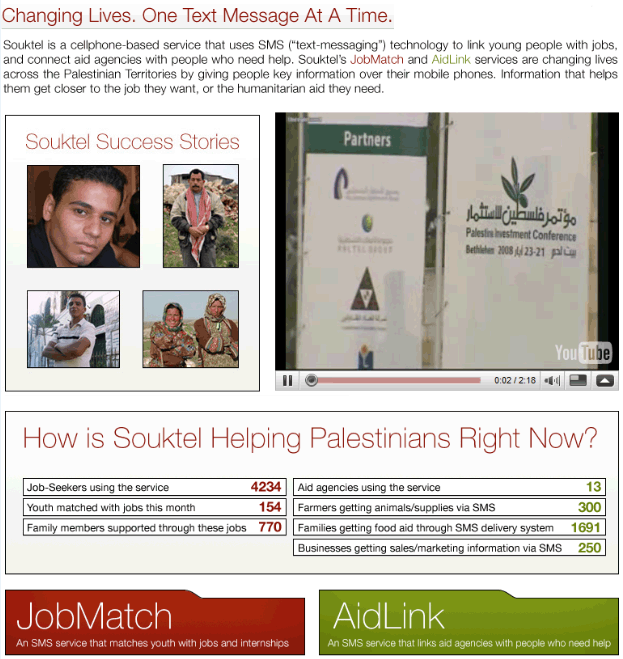 Changing Lives. One Text Message At A Time.
Souktel is a cellphone-based service that uses SMS (“text-messaging”) technology to link young people with jobs,
and connect aid agencies with people who need help. Souktel’s JobMatch and AidLink services are changing lives
across the Palestinian Territories by giving people key information over their mobile phones. Information that helps
them get closer to the job they want, or the humanitarian aid they need.
Souktel Success Stories
Partners
مؤتمر فلسطين للاستثمار
Palestine Investment Conference
Bethlehem 2008 أيار 21-23 بيت لحم
YouTube
0:02 / 2:18
How is Souktel Helping Palestinians Right Now?
Job-Seekers using the service 4234
Youth matched with jobs this month 154
Family members supported through these jobs 770
Aid agencies using the service 13
Farmers getting animals/supplies via SMS 300
Families getting food aid through SMS delivery system 1691
Businesses getting sales/marketing information via SMS 250
JobMatch
An SMS service that matches youth with jobs and internships
AidLink
An SMS service that links aid agencies with people who need help